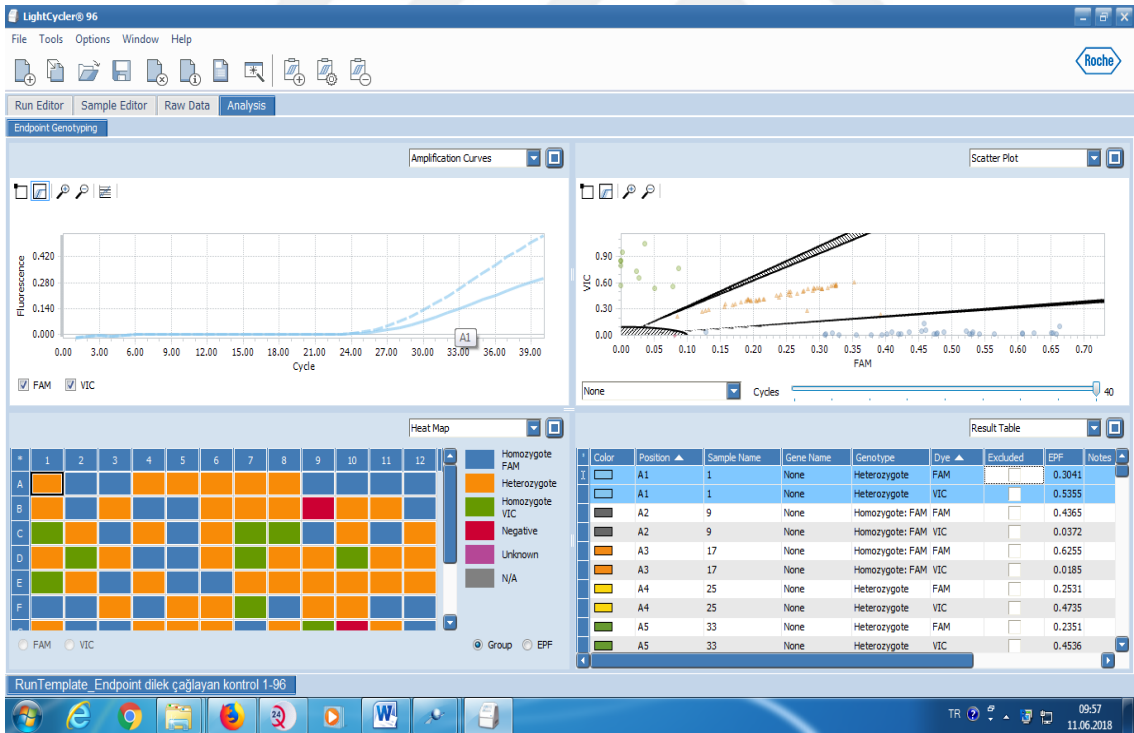 LightCycler® 96
File Tools Options Window Help
Roche
Run Editor Sample Editor Raw Data Analysis
Endpoint Genotyping
Amplification Curves
Fluorescence
0.420
0.280
0.140
0.000
0.00 3.00 6.00 9.00 12.00 15.00 18.00 21.00 24.00 27.00 30.00 33.00 36.00 39.00
A1
Cycle
FAM VIC
Scatter Plot
VIC
0.90
0.60
0.30
0.00
0.00 0.05 0.10 0.15 0.20 0.25 0.30 0.35 0.40 0.45 0.50 0.55 0.60 0.65 0.70
FAM
None Cycles 40
Heat Map
* 1 2 3 4 5 6 7 8 9 10 11 12
A
B
C
D
E
F
Homozygote FAM
Heterozygote
Homozygote VIC
Negative
Unknown
N/A
FAM VIC Group EPF
Result Table
Color Position Sample Name Gene Name Genotype Dye Excluded EPF Notes
A1 1 None Heterozygote FAM 0.3041
A1 1 None Heterozygote VIC 0.5355
A2 9 None Homozygote: FAM FAM 0.4365
A2 9 None Homozygote: FAM VIC 0.0372
A3 17 None Homozygote: FAM FAM 0.6255
A3 17 None Homozygote: FAM VIC 0.0185
A4 25 None Heterozygote FAM 0.2531
A4 25 None Heterozygote VIC 0.4735
A5 33 None Heterozygote FAM 0.2351
A5 33 None Heterozygote VIC 0.4536
RunTemplate_Endpoint dilek çağlayan kontrol 1-96
24
W
TR 09:57
11.06.2018